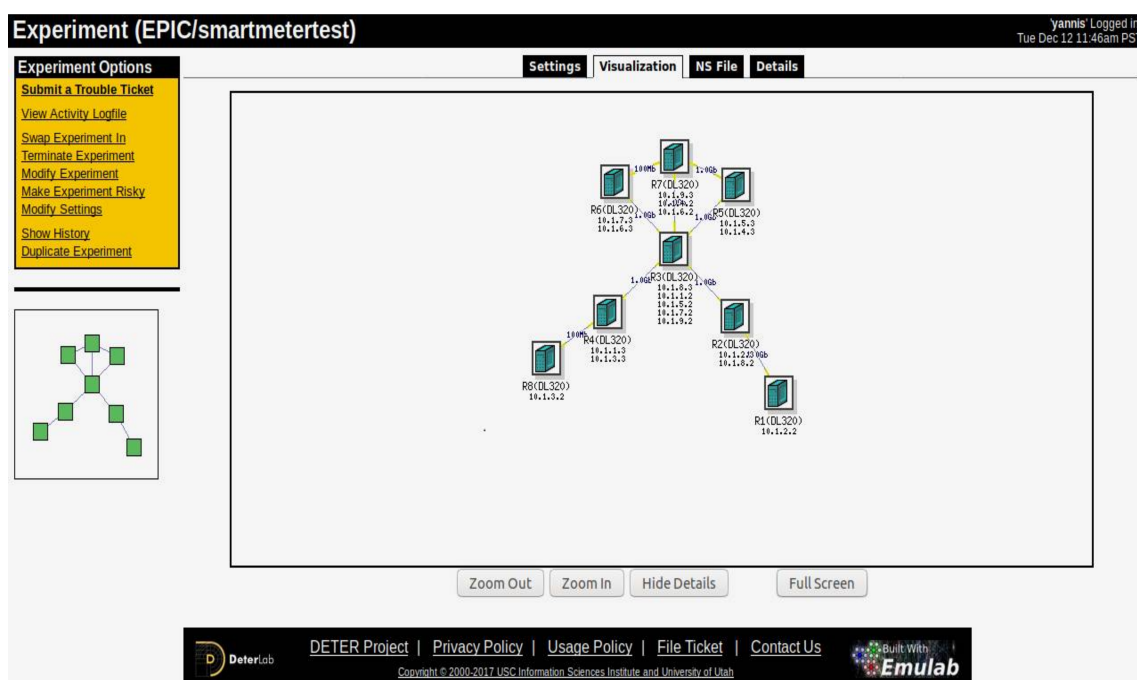 Experiment (EPIC/smartmetertest)
'yannis' Logged in
Tue Dec 12 11:46am PST
Experiment Options
Submit a Trouble Ticket
View Activity Logfile
Swap Experiment In
Terminate Experiment
Modify Experiment
Make Experiment Risky
Modify Settings
Show History
Duplicate Experiment
Settings Visualization NS File Details
100Mb
1.0Gb
R7(DL320)
10.1.9.3
10.1.6.2
R6(DL320)
10.1.7.3
10.1.6.3
1.0Gb
1.0Gb
R5(DL320)
10.1.5.3
10.1.4.3
1.0Gb
R3(DL320)
10.1.8.3
10.1.1.2
10.1.5.2
10.1.7.2
10.1.9.2
1.0Gb
100Mb
R4(DL320)
10.1.1.3
10.1.3.3
R2(DL320)
10.1.8.2
R8(DL320)
10.1.3.2
R1(DL320)
10.1.2.2
Zoom Out Zoom In Hide Details Full Screen
D DeterLab
DETER Project | Privacy Policy | Usage Policy | File Ticket | Contact Us
Copyright © 2000-2017 USC Information Sciences Institute and University of Utah
Built With
Emulab